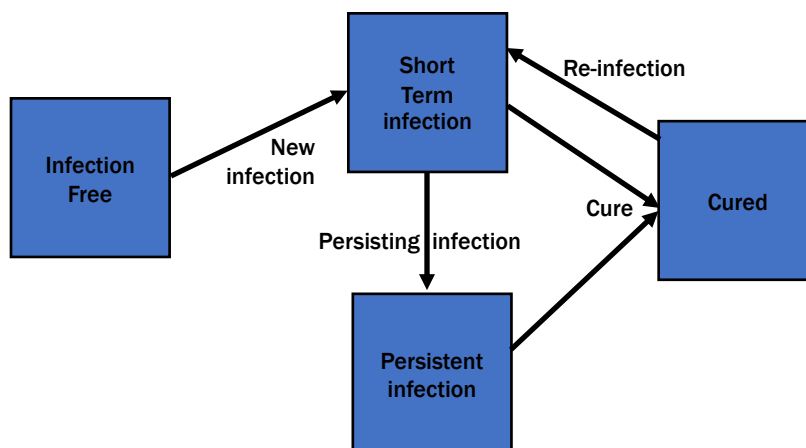 Infection
Free
New
infection
Short
Term
infection
Re-infection
Cure
Cured
Persisting infection
Persistent
infection